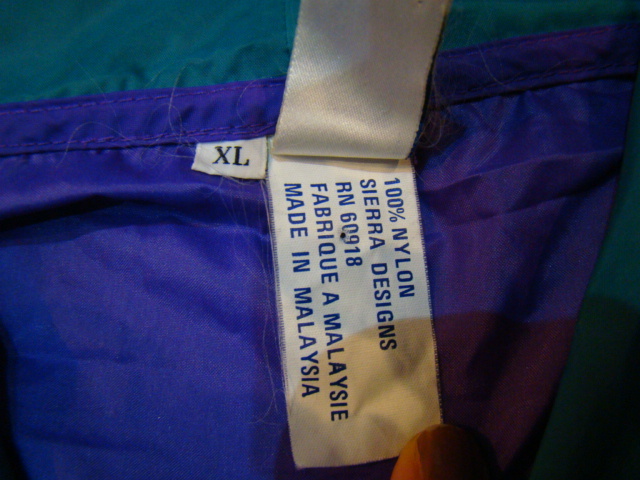 XL
100% NYLON
SIERRA DESIGNS
RN 60918
FABRIQUE A MALAYSIE
MADE IN MALAYSIA